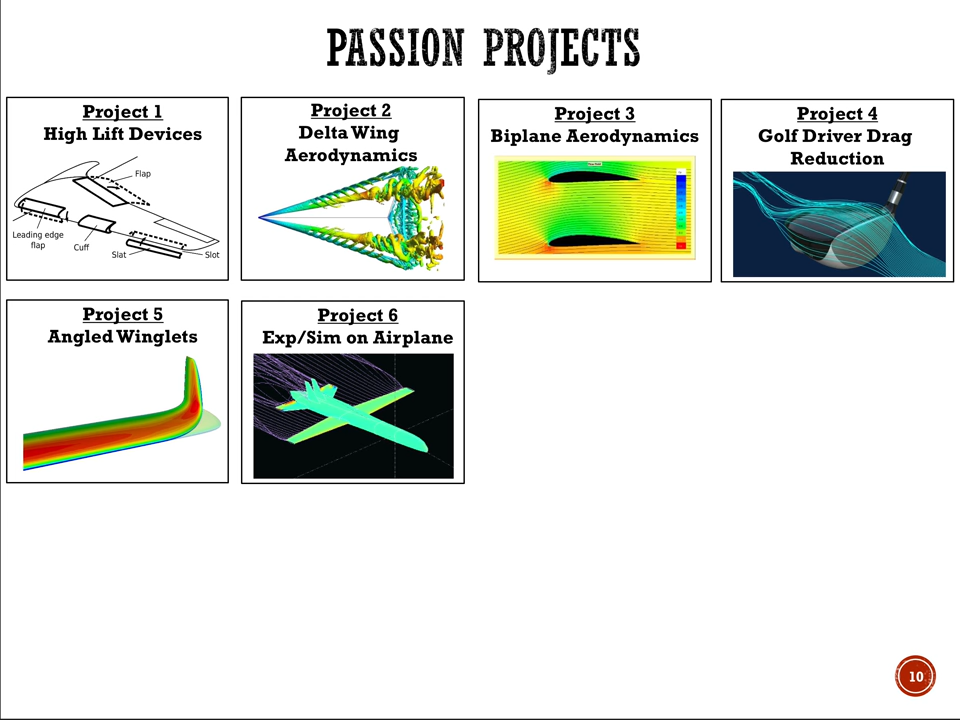 PASSION PROJECTS
Project 1
High Lift Devices
Flap
Leading edge
flap
Cuff
Slat
Slot
Project 2
Delta Wing
Aerodynamics
Project 3
Biplane Aerodynamics
Project 4
Golf Driver Drag
Reduction
Project 5
Angled Winglets
Project 6
Exp/Sim on Airplane
10